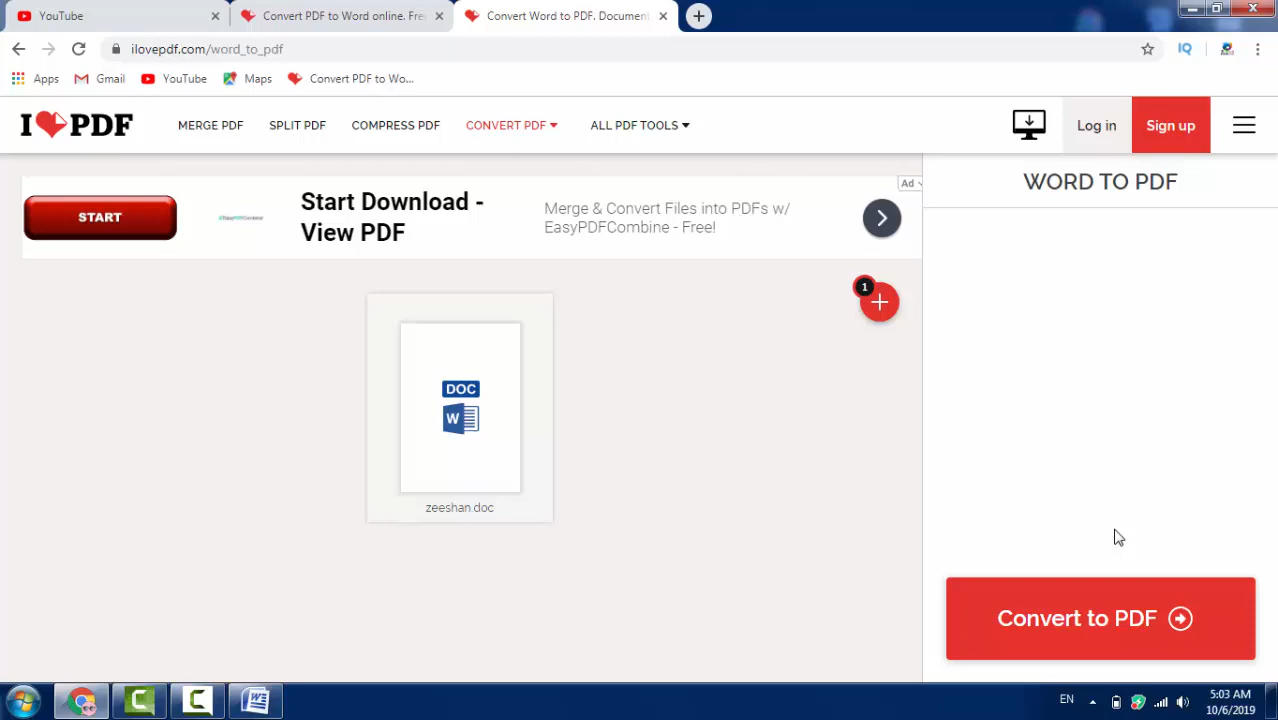 YouTube
Convert PDF to Word online. Fre
Convert Word to PDF. Document
ilovepdf.com/word_to_pdf
IQ
Apps
Gmail
YouTube
Maps
Convert PDF to Wo...
I PDF
MERGE PDF
SPLIT PDF
COMPRESS PDF
CONVERT PDF
ALL PDF TOOLS
Log in
Sign up
START
Start Download -
View PDF
Merge & Convert Files into PDFs w/
EasyPDFCombine - Free!
Ad
WORD TO PDF
1
DOC
W
zeeshan.doc
Convert to PDF
EN
5:03 AM
10/6/2019